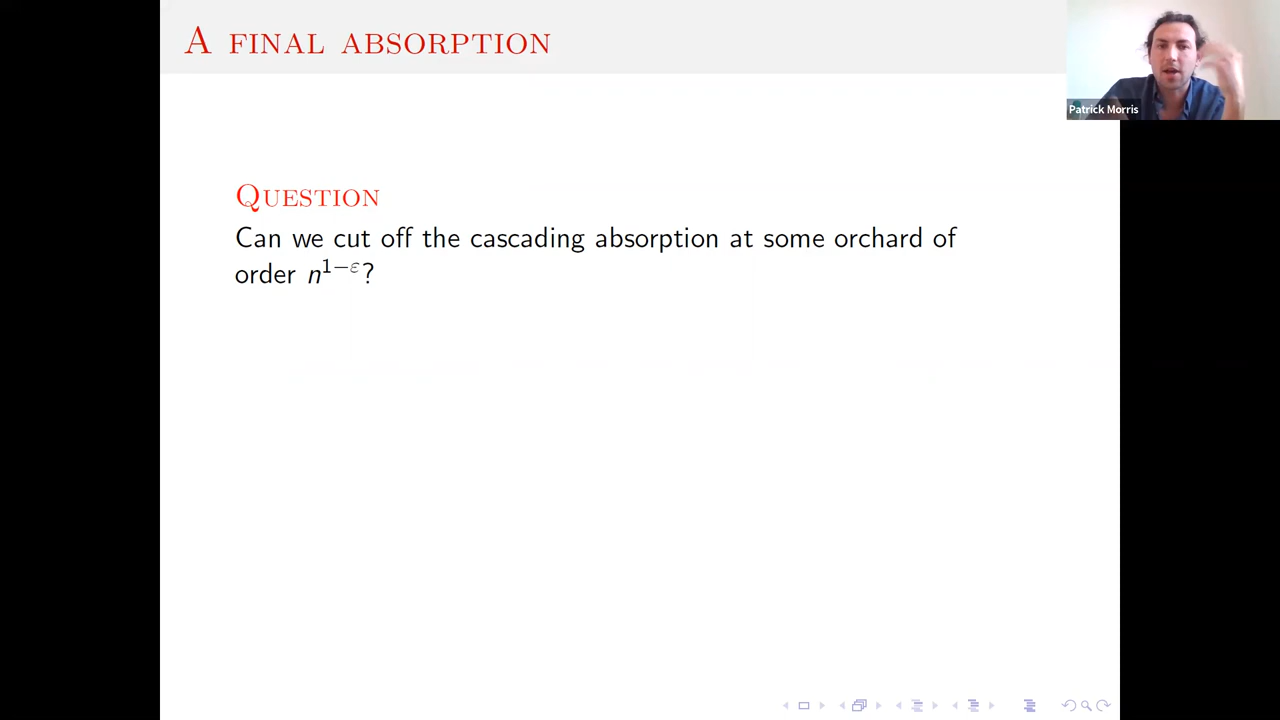 A FINAL ABSORPTION
Patrick Morris
QUESTION
Can we cut off the cascading absorption at some orchard of
order n^{1−ε}?